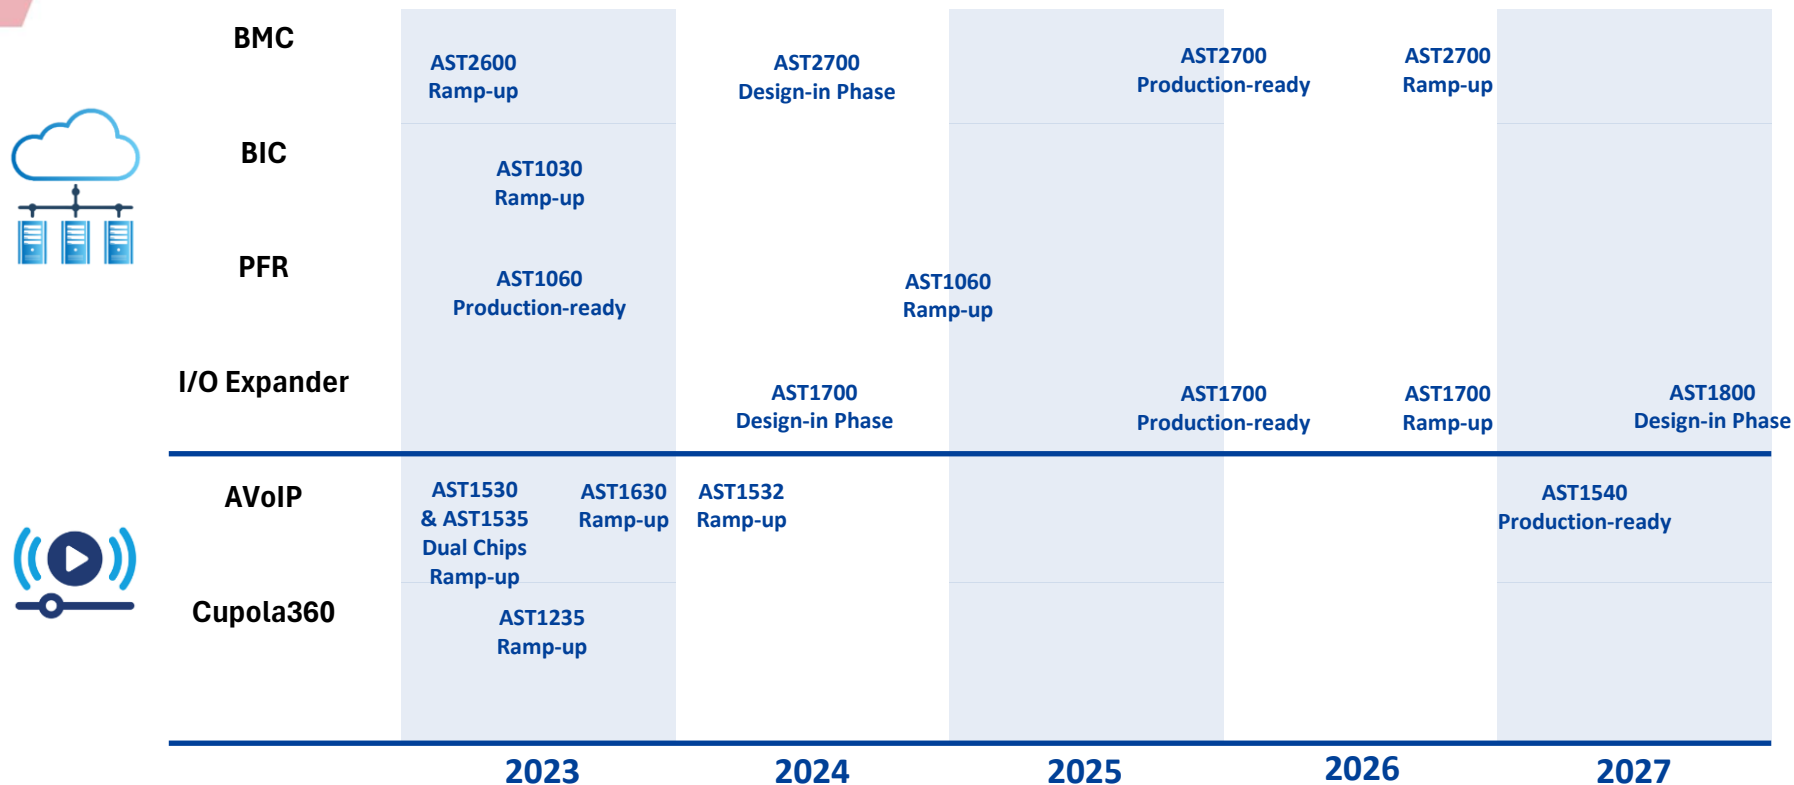 BMC
AST2600
Ramp-up
AST2700
Design-in Phase
AST2700
Production-ready
AST2700
Ramp-up
BIC
AST1030
Ramp-up
PFR
AST1060
Production-ready
AST1060
Ramp-up
I/O Expander
AST1700
Design-in Phase
AST1700
Production-ready
AST1700
Ramp-up
AST1800
Design-in Phase
AVoIP
AST1530
& AST1535
Dual Chips
Ramp-up
AST1630
Ramp-up
AST1532
Ramp-up
AST1540
Production-ready
Cupola360
AST1235
Ramp-up
2023
2024
2025
2026
2027